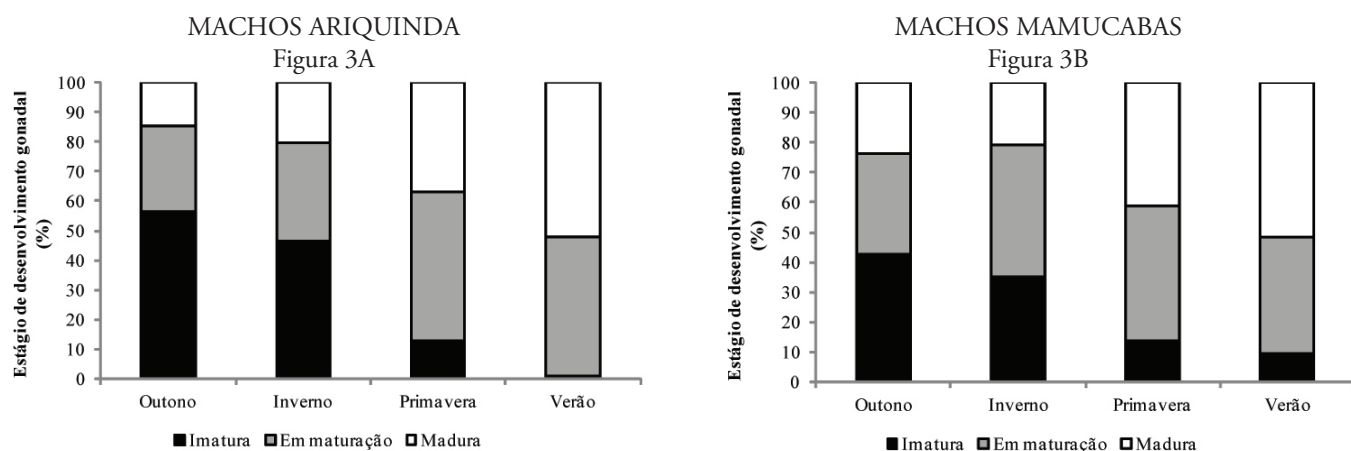 MACHOS ARIQUINDA
Figura 3A
Estágio de desenvolvimento gonadal
(%)
100
90
80
70
60
50
40
30
20
10
0
Outono Inverno Primavera Verão
Imatura Em maturação Madura
MACHOS MAMUCABAS
Figura 3B
Estágio de desenvolvimento gonadal
(%)
100
90
80
70
60
50
40
30
20
10
0
Outono Inverno Primavera Verão
Imatura Em maturação Madura